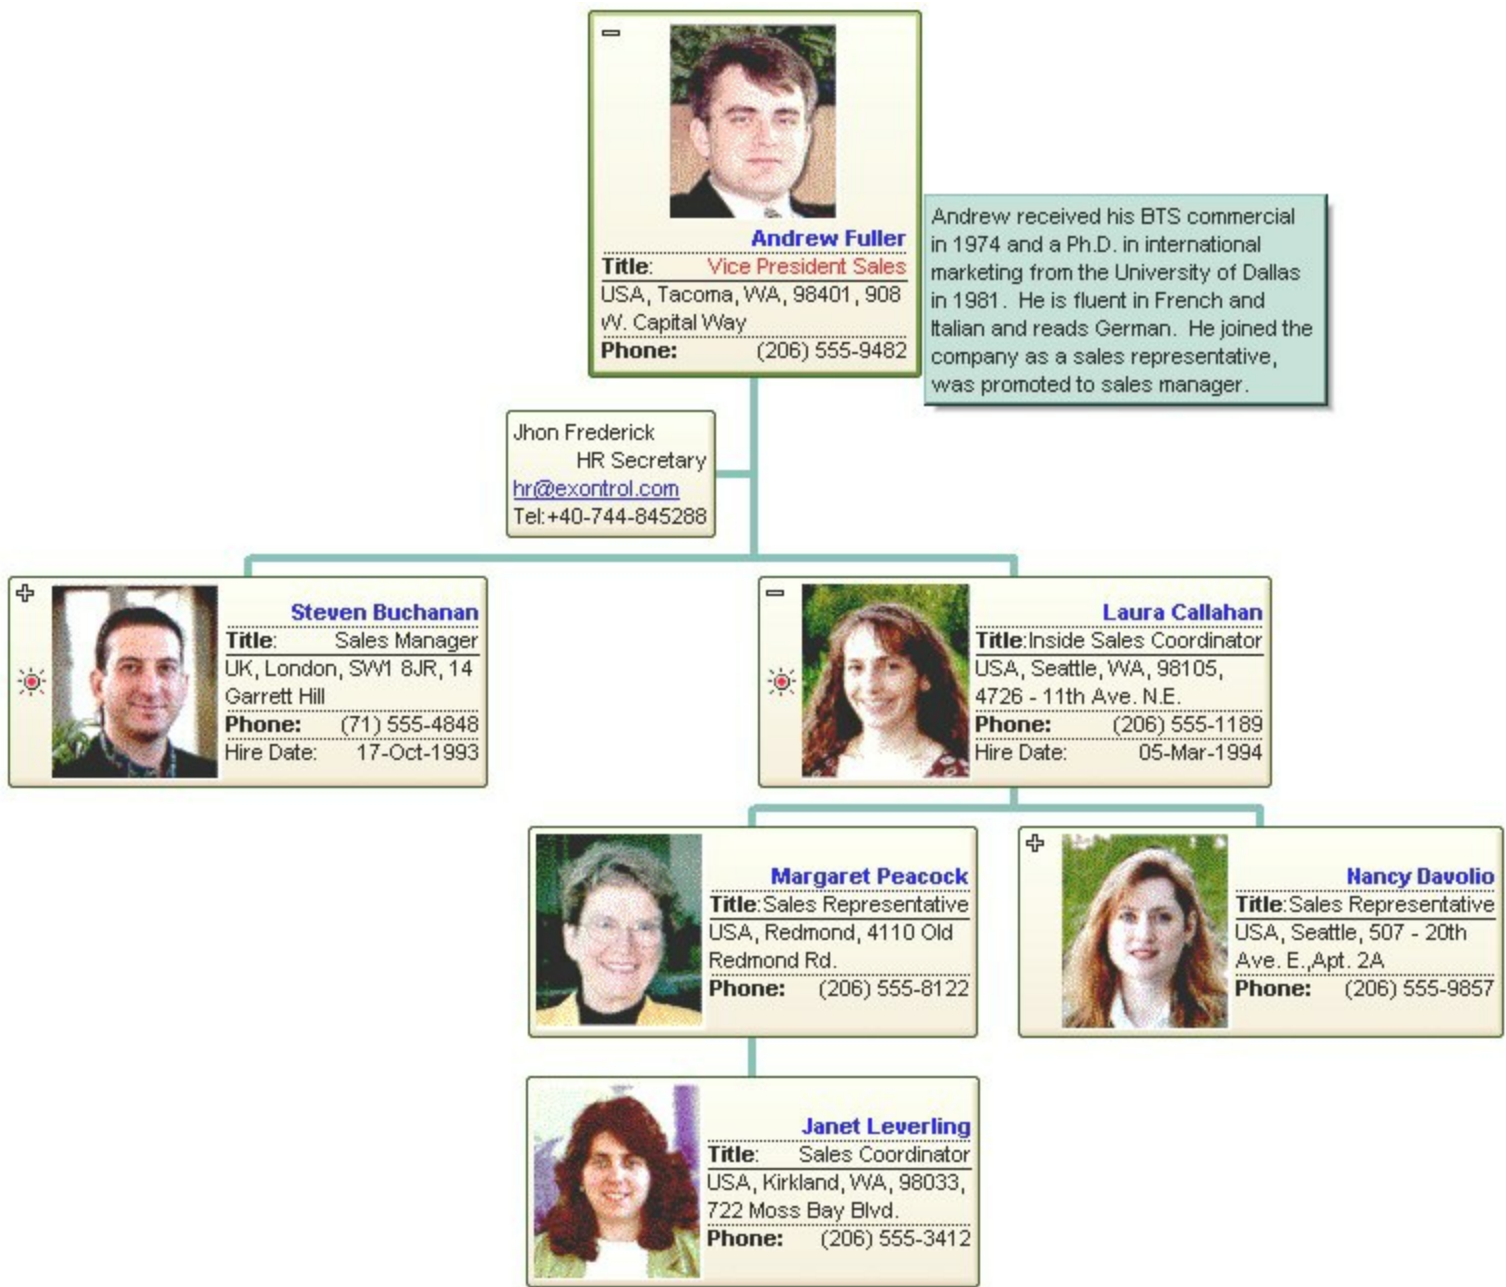 Andrew Fuller
Title: Vice President Sales
USA, Tacoma, WA, 98401, 908
W. Capital Way
Phone: (206) 555-9482
Andrew received his BTS commercial
in 1974 and a Ph.D. in international
marketing from the University of Dallas
in 1981. He is fluent in French and
Italian and reads German. He joined the
company as a sales representative,
was promoted to sales manager.
Jhon Frederick
HR Secretary
hr@exontrol.com
Tel:+40-744-845288
Steven Buchanan
Title: Sales Manager
UK, London, SW1 8JR, 14
Garrett Hill
Phone: (71) 555-4848
Hire Date: 17-Oct-1993
Laura Callahan
Title:Inside Sales Coordinator
USA, Seattle, WA, 98105,
4726 - 11th Ave. N.E.
Phone: (206) 555-1189
Hire Date: 05-Mar-1994
Margaret Peacock
Title:Sales Representative
USA, Redmond, 4110 Old
Redmond Rd.
Phone: (206) 555-8122
Nancy Davolio
Title:Sales Representative
USA, Seattle, 507 - 20th
Ave. E.,Apt. 2A
Phone: (206) 555-9857
Janet Leverling
Title: Sales Coordinator
USA, Kirkland, WA, 98033,
722 Moss Bay Blvd.
Phone: (206) 555-3412